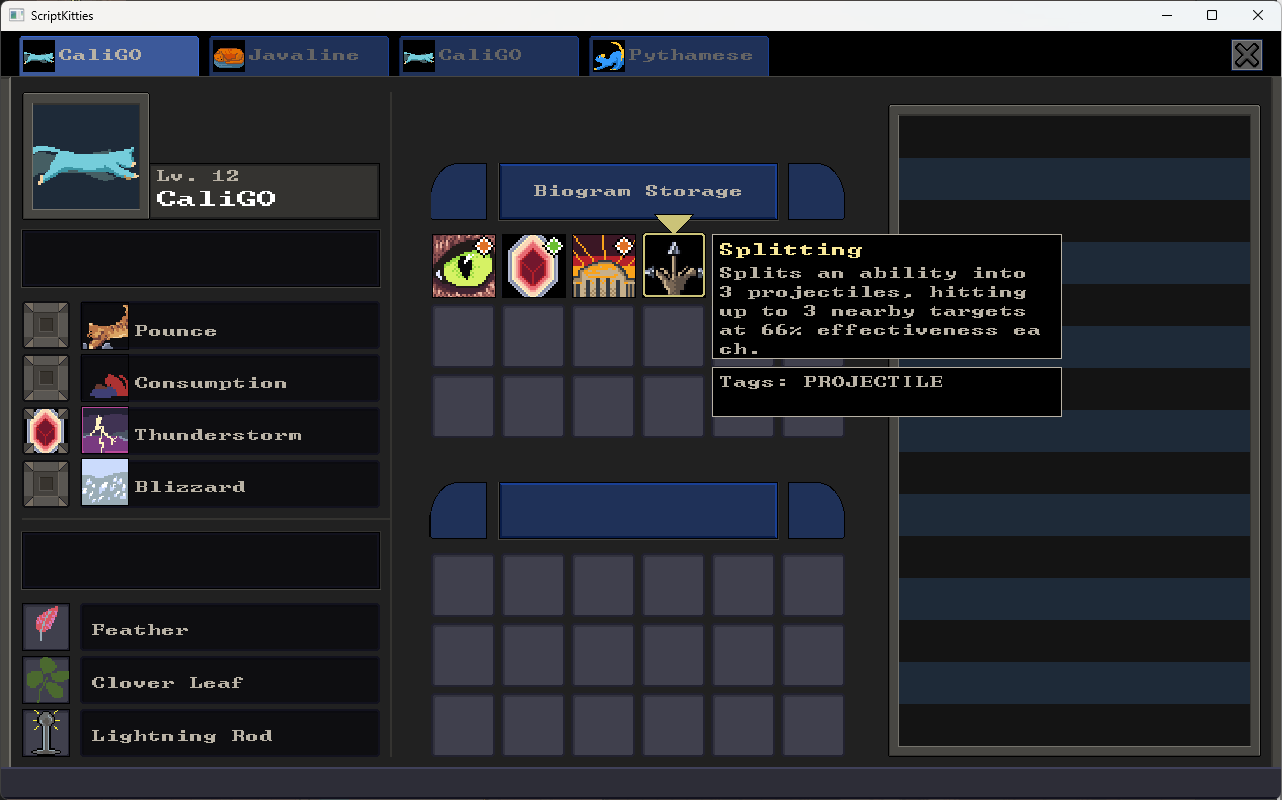 ScriptKitties
CaliGO
Javaline
CaliGO
Pythamese
Lv. 12
CaliGO
Biogram Storage
Splitting
Splits an ability into
3 projectiles, hitting
up to 3 nearby targets
at 66% effectiveness ea
ch.
Tags: PROJECTILE
Pounce
Consumption
Thunderstorm
Blizzard
Feather
Clover Leaf
Lightning Rod